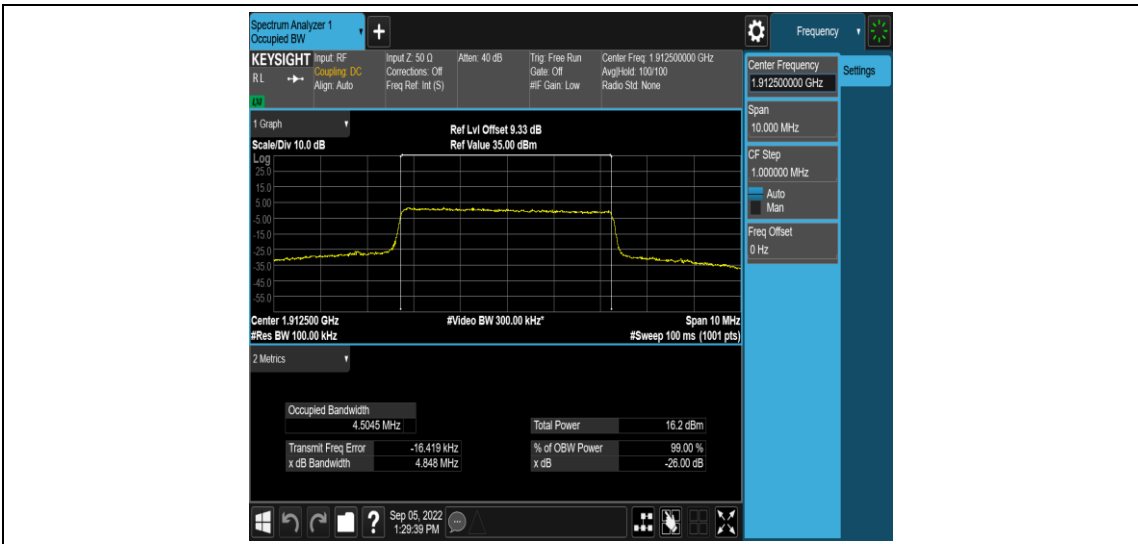 Spectrum Analyzer 1
Occupied BW
+
Frequency
KEYSIGHT
RL
LXI
Input: RF
Coupling: DC
Align: Auto
Input Z: 50 Ω
Corrections: Off
Freq Ref: Int (S)
Atten: 40 dB
Trig: Free Run
Gate: Off
#IF Gain: Low
Center Freq: 1.912500000 GHz
Avg|Hold: 100/100
Radio Std: None
Center Frequency
1.912500000 GHz
Settings
Span
10.000 MHz
CF Step
1.000000 MHz
Auto
Man
Freq Offset
0 Hz
1 Graph
Scale/Div 10.0 dB
Ref Lvl Offset 9.33 dB
Ref Value 35.00 dBm
Log
25.0
15.0
5.00
-5.00
-15.0
-25.0
-35.0
-45.0
-55.0
Center 1.912500 GHz
#Video BW 300.00 kHz*
Span 10 MHz
#Res BW 100.00 kHz
#Sweep 100 ms (1001 pts)
2 Metrics
Occupied Bandwidth
4.5045 MHz
Total Power 16.2 dBm
Transmit Freq Error -16.419 kHz
% of OBW Power 99.00 %
x dB Bandwidth 4.848 MHz
x dB -26.00 dB
?
Sep 05, 2022
1:29:39 PM